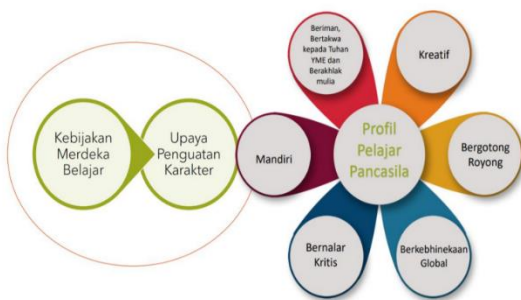 Kebijakan
Merdeka
Belajar
Upaya
Penguatan
Karakter
Profil
Pelajar
Pancasila
Beriman,
Bertakwa
kepada Tuhan
YME dan
Berakhlak
mulia
Kreatif
Bergotong
Royong
Berkebhinekaan
Global
Bernalar
Kritis
Mandiri